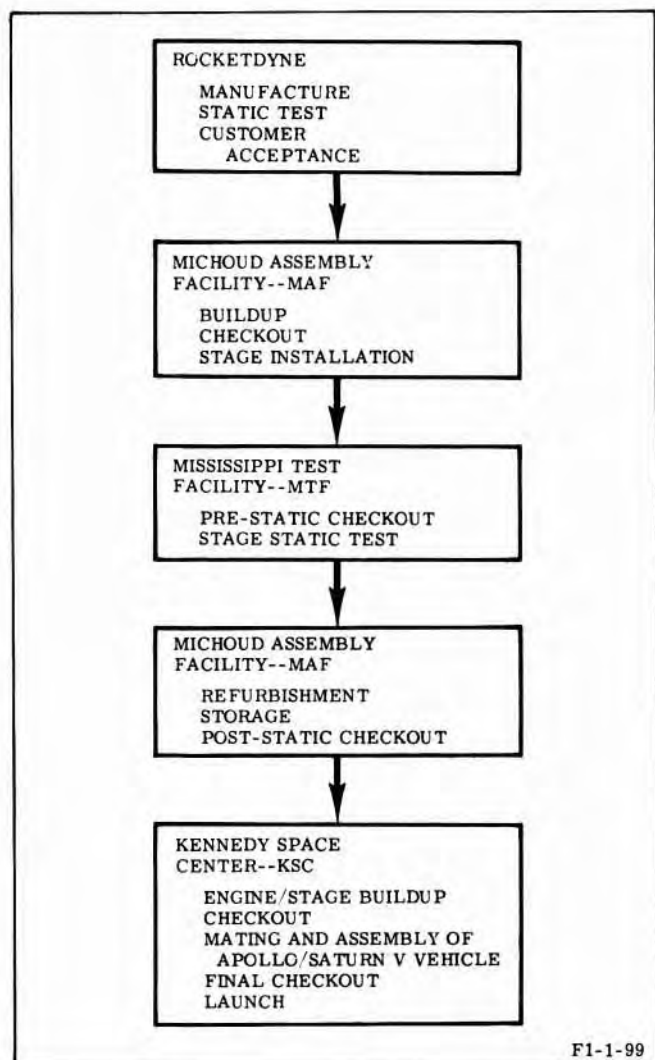 ROCKETDYNE
MANUFACTURE
STATIC TEST
CUSTOMER
ACCEPTANCE
MICHOUD ASSEMBLY
FACILITY--MAF
BUILDUP
CHECKOUT
STAGE INSTALLATION
MISSISSIPPI TEST
FACILITY--MTF
PRE-STATIC CHECKOUT
STAGE STATIC TEST
MICHOUD ASSEMBLY
FACILITY--MAF
REFURBISHMENT
STORAGE
POST-STATIC CHECKOUT
KENNEDY SPACE
CENTER--KSC
ENGINE/STAGE BUILDUP
CHECKOUT
MATING AND ASSEMBLY OF
APOLLO/SATURN V VEHICLE
FINAL CHECKOUT
LAUNCH
F1-1-99